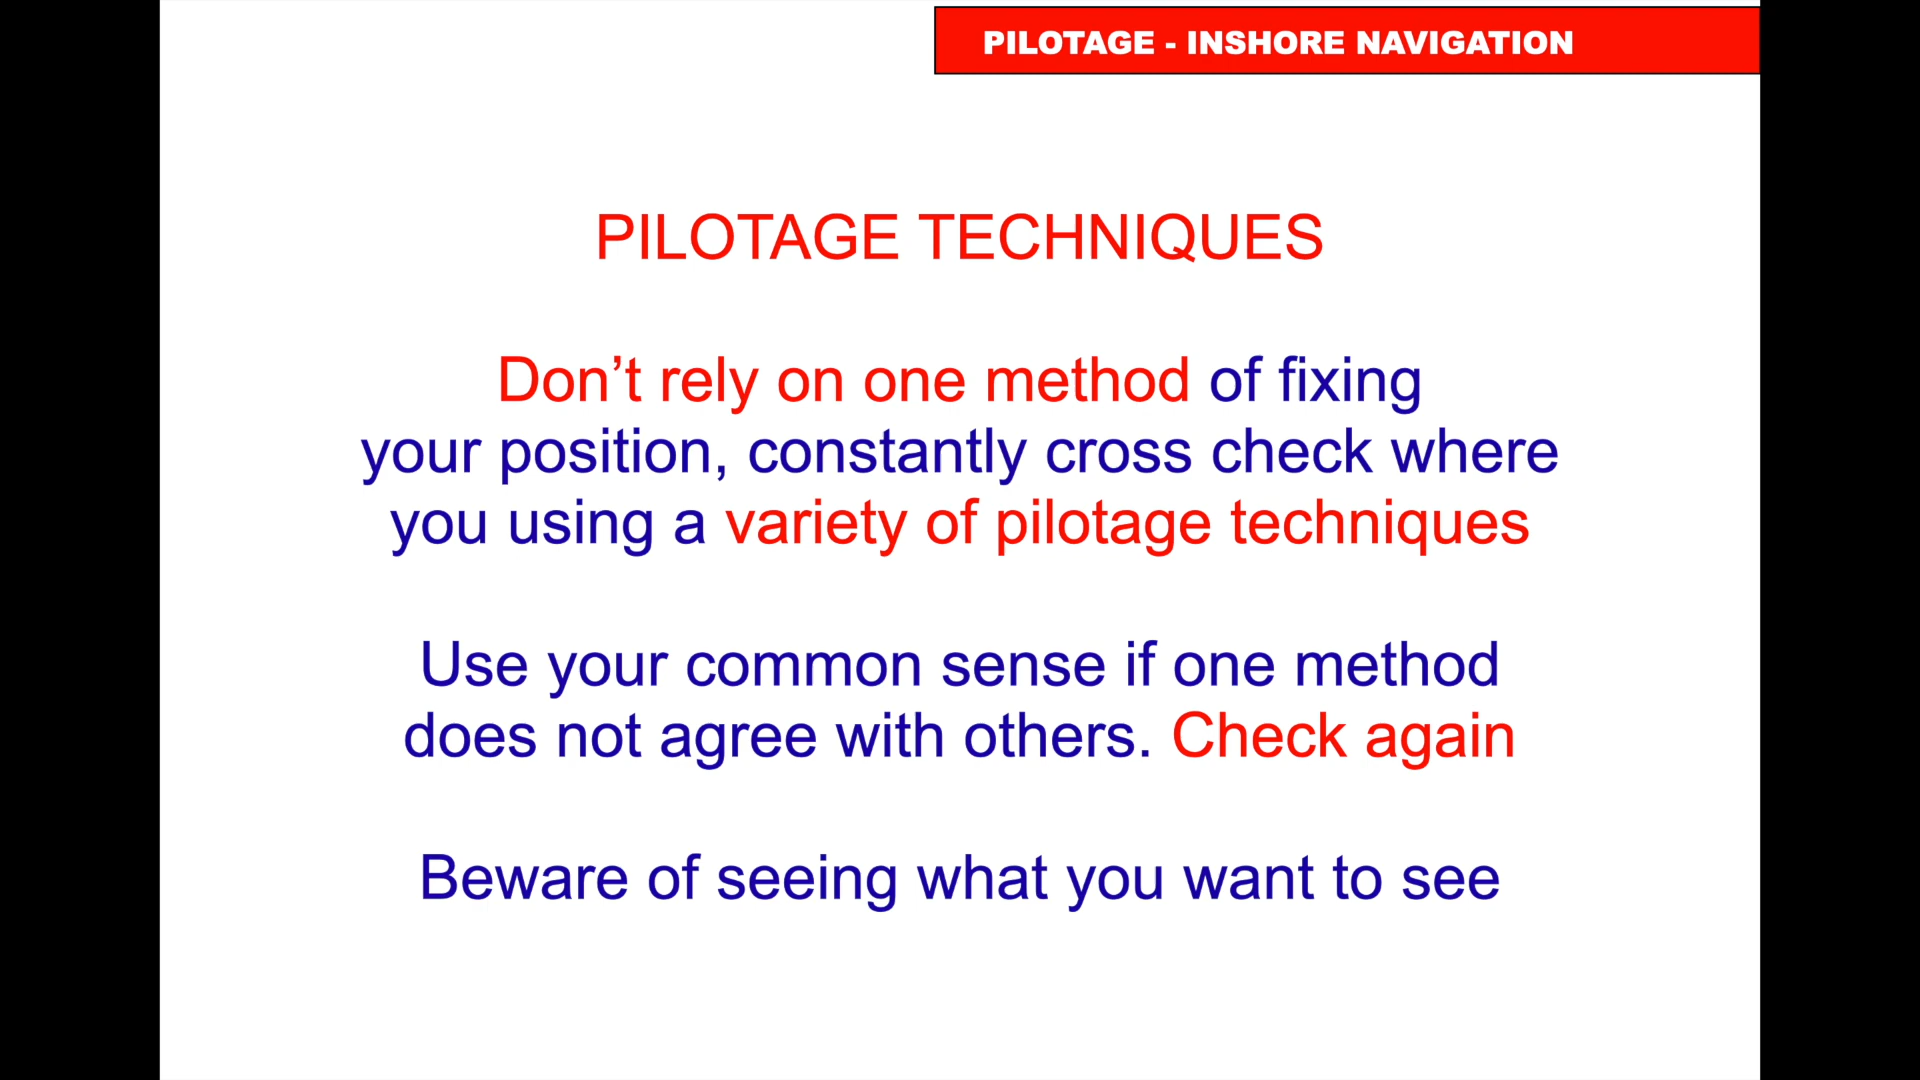 PILOTAGE - INSHORE NAVIGATION
PILOTAGE TECHNIQUES
Don’t rely on one method of fixing
your position, constantly cross check where
you using a variety of pilotage techniques
Use your common sense if one method
does not agree with others. Check again
Beware of seeing what you want to see